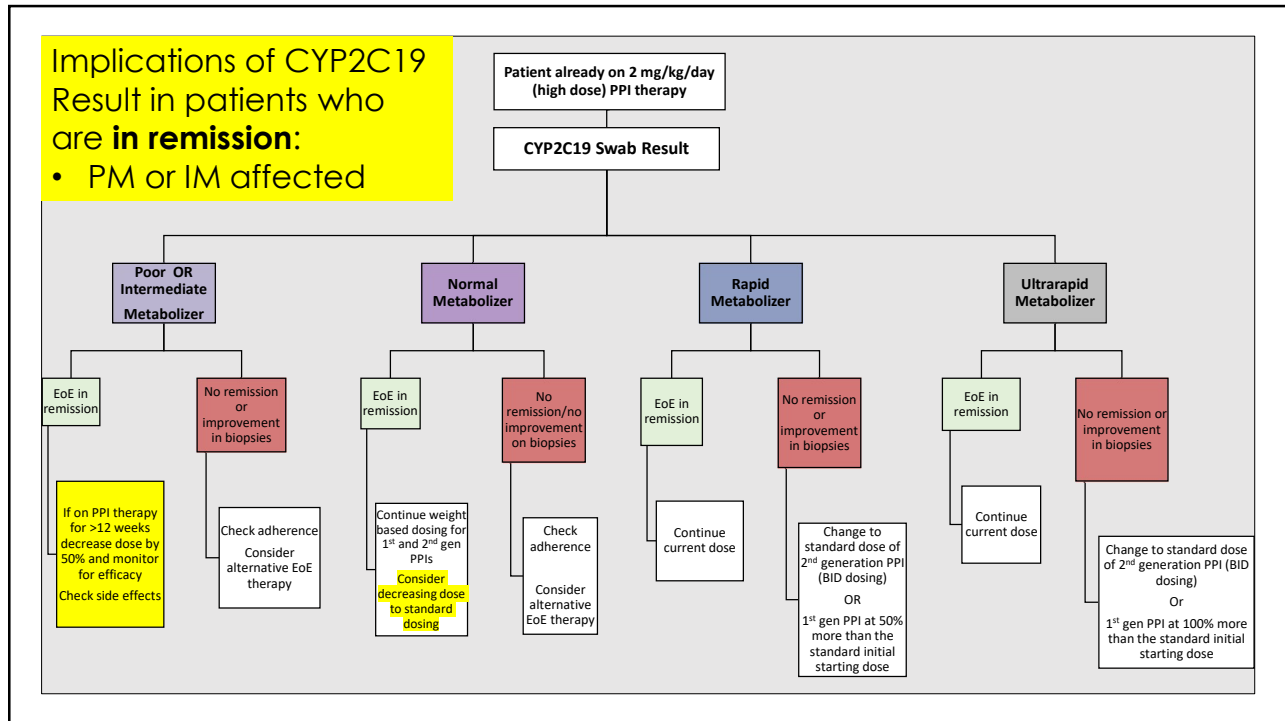 Implications of CYP2C19
Result in patients who
are in remission:
• PM or IM affected
Patient already on 2 mg/kg/day
(high dose) PPI therapy
CYP2C19 Swab Result
Poor OR
Intermediate
Metabolizer
Normal
Metabolizer
Rapid
Metabolizer
Ultrarapid
Metabolizer
EoE in
remission
No remission
or
improvement
in biopsies
EoE in
remission
No
remission/no
improvement
on biopsies
EoE in
remission
No remission
or
improvement
in biopsies
EoE in
remission
No remission or
improvement
in biopsies
If on PPI therapy
for >12 weeks
decrease dose by
50% and monitor
for efficacy
Check side effects
Check adherence
Consider
alternative EoE
therapy
Continue weight
based dosing for
1st and 2nd gen
PPIs
Consider
decreasing dose
to standard
dosing
Check
adherence
Consider
alternative
EoE therapy
Continue
current dose
Change to
standard dose of
2nd generation PPI
(BID dosing)
OR
1st gen PPI at 50%
more than the
standard initial
starting dose
Continue
current dose
Change to standard dose
of 2nd generation PPI (BID
dosing)
Or
1st gen PPI at 100% more
than the standard initial
starting dose